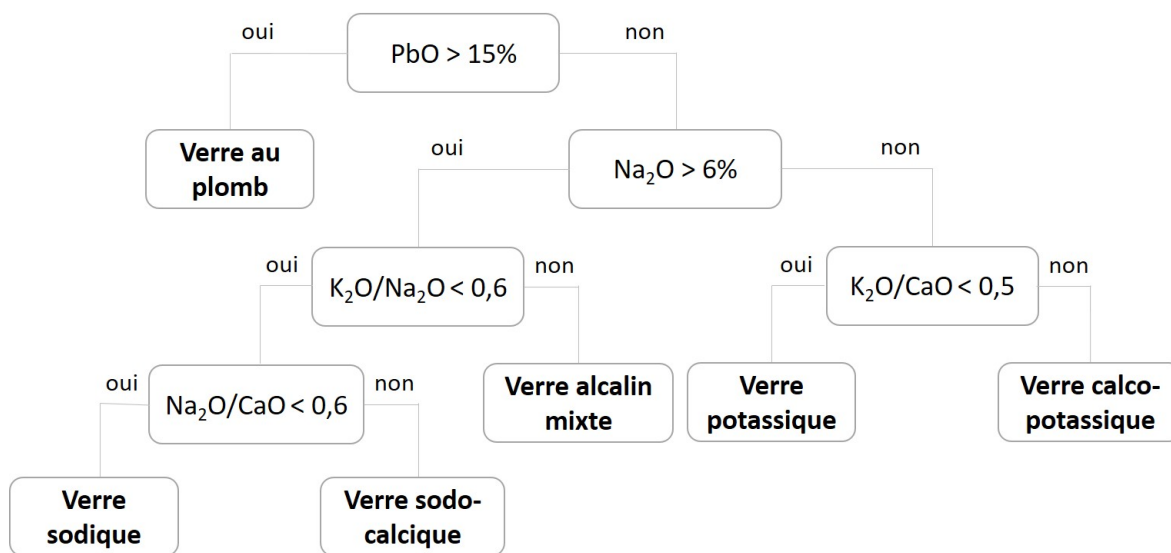 oui
PbO > 15%
non
Verre au
plomb
oui
Na₂O > 6%
non
oui
K₂O/Na₂O < 0,6
non
oui
K₂O/CaO < 0,5
non
oui
Na₂O/CaO < 0,6
non
Verre alcalin
mixte
Verre
potassique
Verre calco-
potassique
Verre
sodique
Verre sodo-
calcique